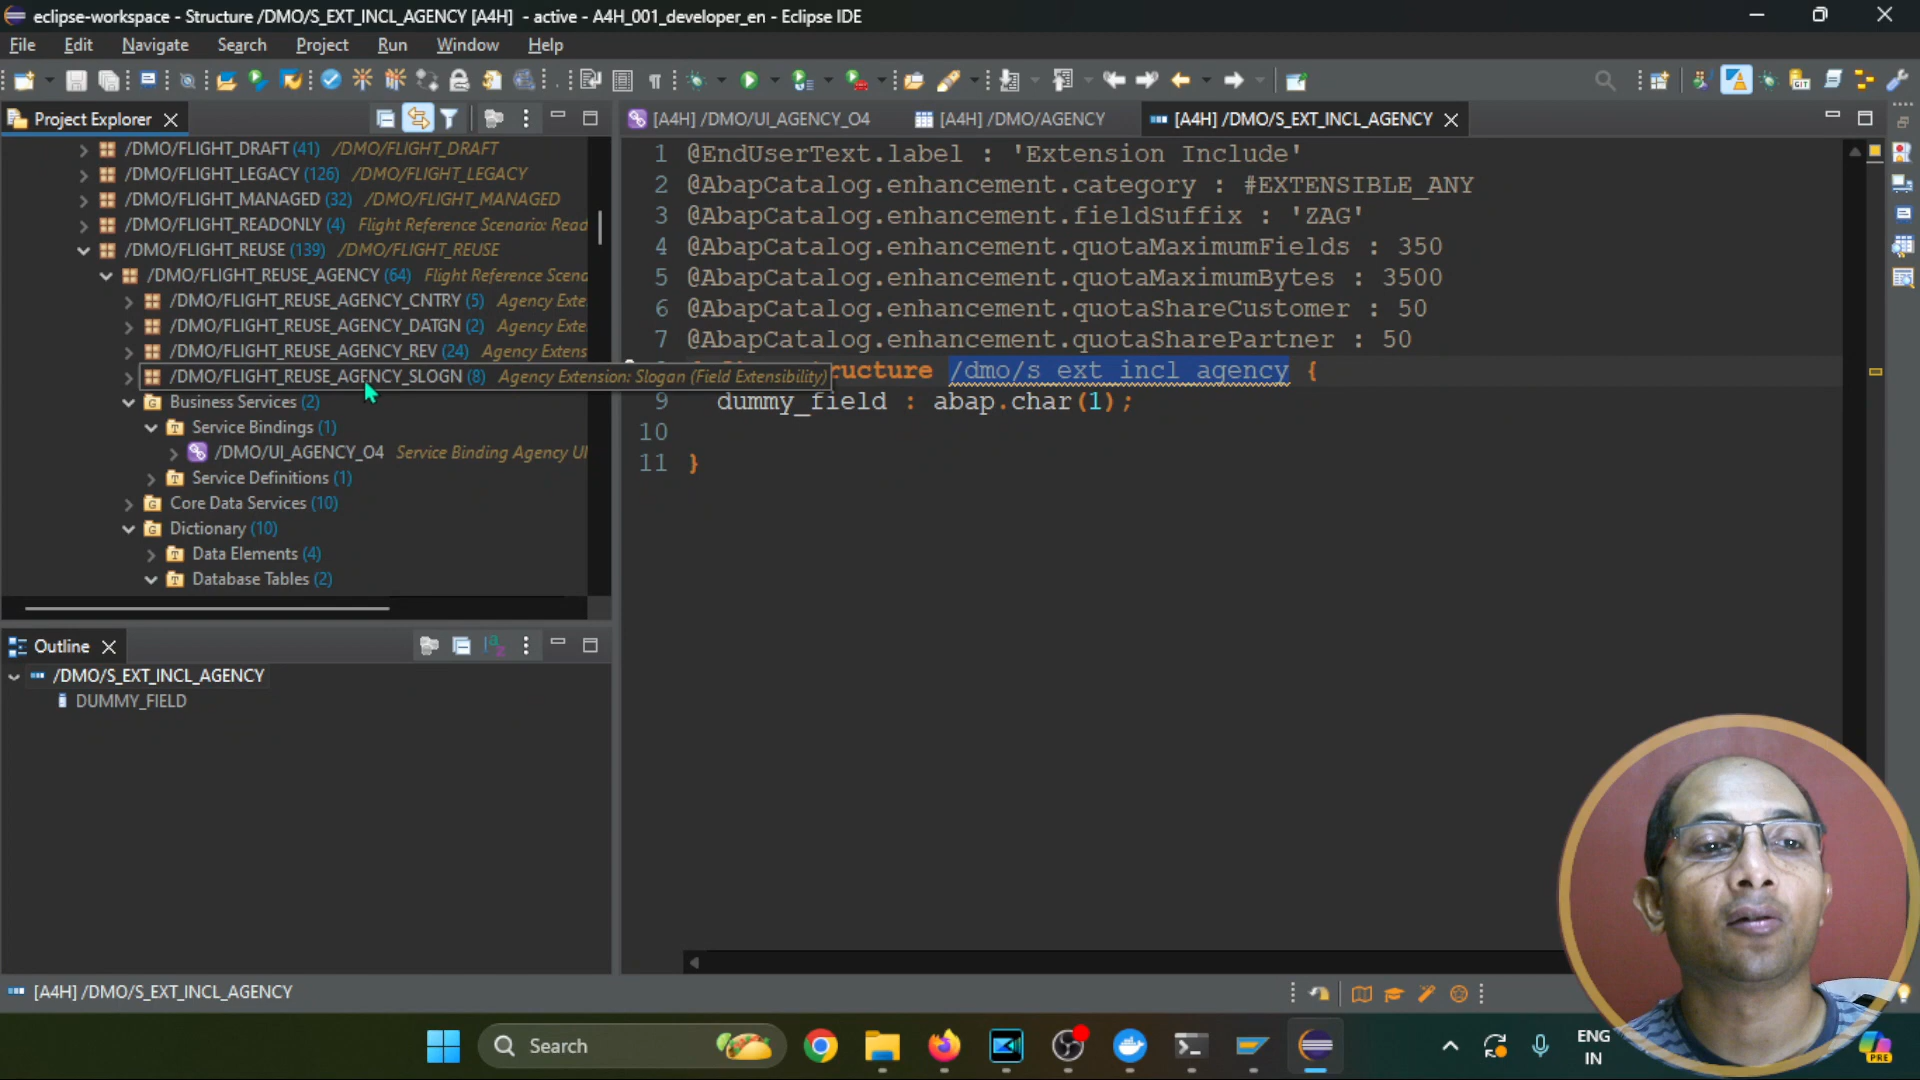 eclipse-workspace - Structure /DMO/S_EXT_INCL_AGENCY [A4H] - active - A4H_001_developer_en - Eclipse IDE
File Edit Navigate Search Project Run Window Help
Project Explorer
/DMO/FLIGHT_DRAFT (41) /DMO/FLIGHT_DRAFT
/DMO/FLIGHT_LEGACY (126) /DMO/FLIGHT_LEGACY
/DMO/FLIGHT_MANAGED (32) /DMO/FLIGHT_MANAGED
/DMO/FLIGHT_READONLY (4) Flight Reference Scenario: Read
/DMO/FLIGHT_REUSE (139) /DMO/FLIGHT_REUSE
/DMO/FLIGHT_REUSE_AGENCY (64) Flight Reference Scena
/DMO/FLIGHT_REUSE_AGENCY_CNTRY (5) Agency Exte
/DMO/FLIGHT_REUSE_AGENCY_DATGN (2) Agency Exte
/DMO/FLIGHT_REUSE_AGENCY_REV (24) Agency Extens
/DMO/FLIGHT_REUSE_AGENCY_SLOGN (8) Agency Extension: Slogan (Field Extensibility)
Business Services (2)
Service Bindings (1)
/DMO/UI_AGENCY_O4 Service Binding Agency UI
Service Definitions (1)
Core Data Services (10)
Dictionary (10)
Data Elements (4)
Database Tables (2)
Outline
/DMO/S_EXT_INCL_AGENCY
DUMMY_FIELD
[A4H] /DMO/UI_AGENCY_O4 [A4H] /DMO/AGENCY [A4H] /DMO/S_EXT_INCL_AGENCY
1 @EndUserText.label : 'Extension Include'
2 @AbapCatalog.enhancement.category : #EXTENSIBLE_ANY
3 @AbapCatalog.enhancement.fieldSuffix : 'ZAG'
4 @AbapCatalog.enhancement.quotaMaximumFields : 350
5 @AbapCatalog.enhancement.quotaMaximumBytes : 3500
6 @AbapCatalog.enhancement.quotaShareCustomer : 50
7 @AbapCatalog.enhancement.quotaSharePartner : 50
ructure /dmo/s_ext_incl_agency {
9 dummy_field : abap.char(1);
10
11 }
[A4H] /DMO/S_EXT_INCL_AGENCY
Search
ENG
IN
PRE